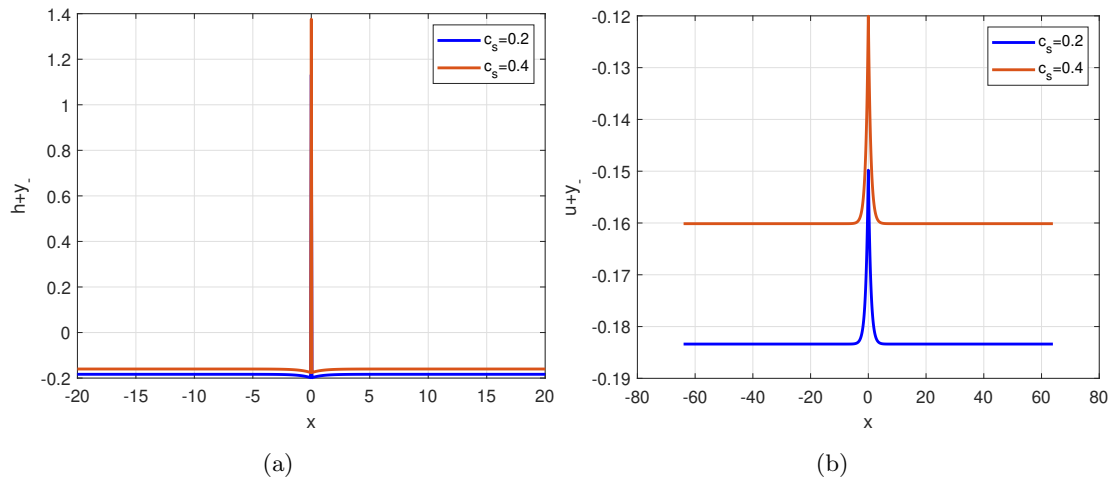 1.4
1.2
1
0.8
0.6
0.4
0.2
0
-0.2
h+y_-
-20 -15 -10 -5 0 5 10 15 20
x
c_s=0.2
c_s=0.4
(a)
-0.12
-0.13
-0.14
-0.15
-0.16
-0.17
-0.18
-0.19
u+y_-
-80 -60 -40 -20 0 20 40 60 80
x
c_s=0.2
c_s=0.4
(b)